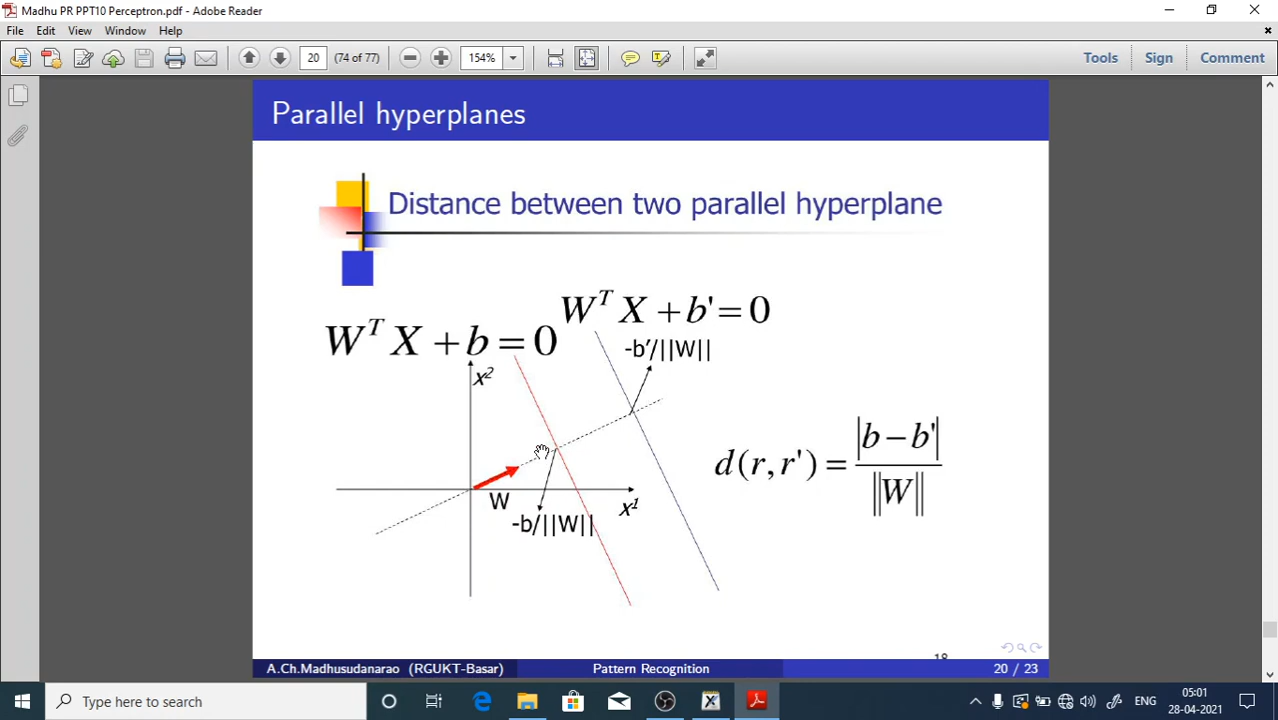 Madhu PR PPT10 Perceptron.pdf - Adobe Reader
File Edit View Window Help
20 (74 of 77) 154% Tools Sign Comment
Parallel hyperplanes
Distance between two parallel hyperplane
W^T X + b' = 0
W^T X + b = 0
-b'/||W||
x²
d(r, r') = |b − b'| / ||W||
W
x¹
-b/||W||
18
A.Ch.Madhusudanarao (RGUKT-Basar) Pattern Recognition 20 / 23
Type here to search
ENG
05:01
28-04-2021